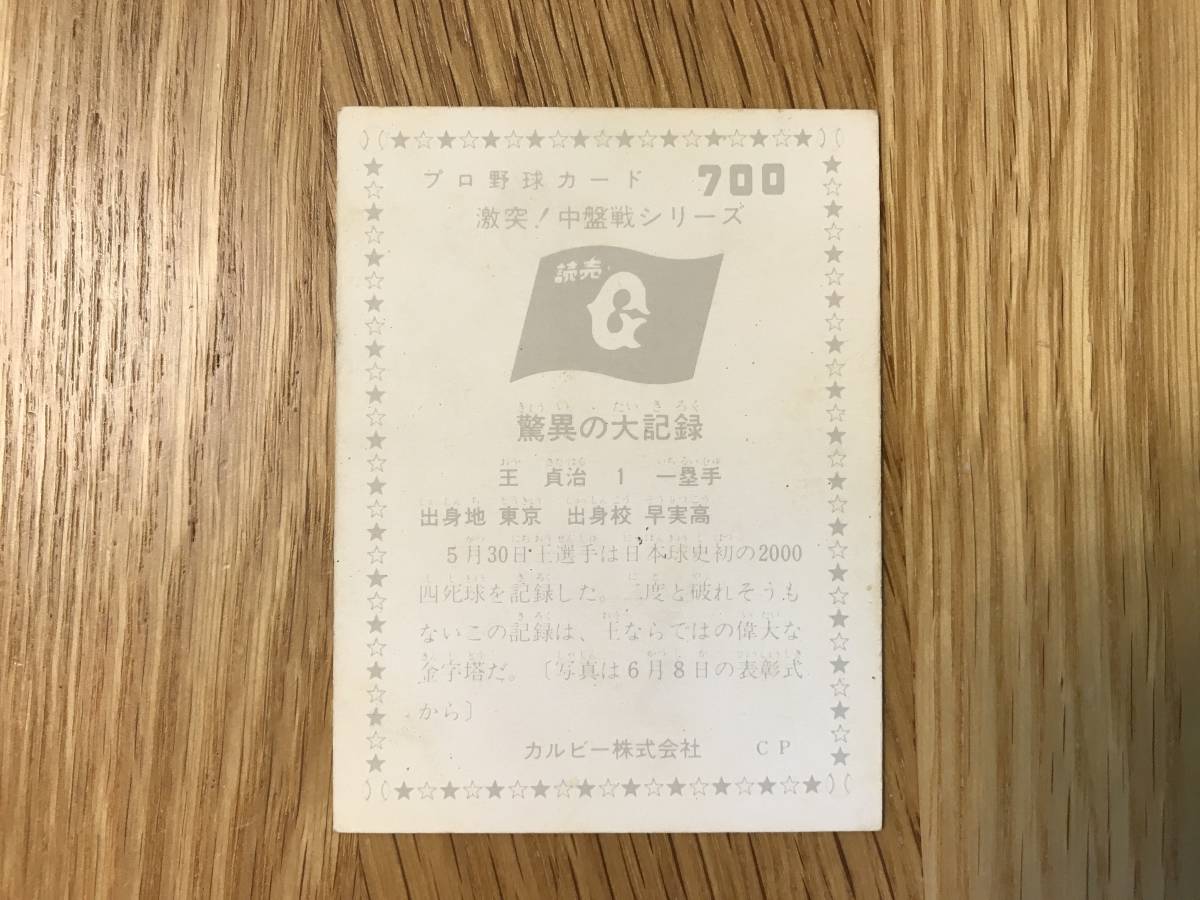 プロ野球カード 700
激突！中盤戦シリーズ
読売
G
驚異の大記録
王 貞治 1 一塁手
出身地 東京 出身校 早実高
5月30日王選手は日本球史初の2000
四死球を記録した。二度と破れそうも
ないこの記録は、王ならではの偉大な
金字塔だ。〔写真は6月8日の表彰式
から〕
カルビー株式会社 CP